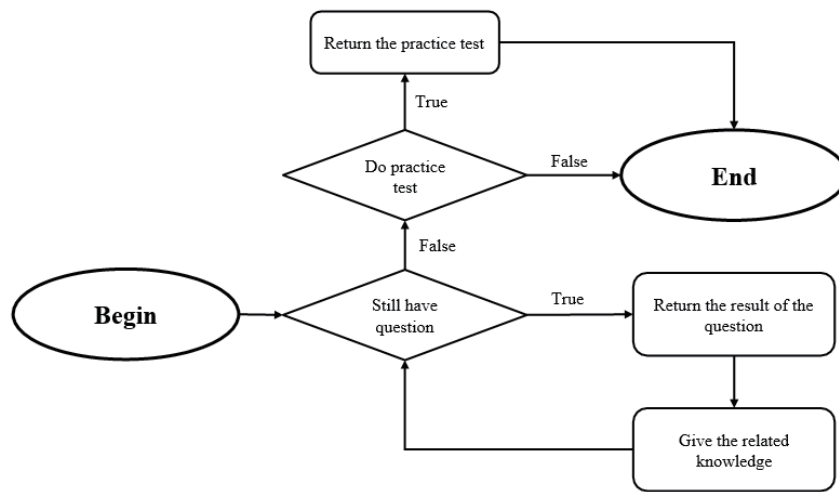 Return the practice test
True
Do practice
test
False
End
False
Begin
Still have
question
True
Return the result of the
question
Give the related
knowledge